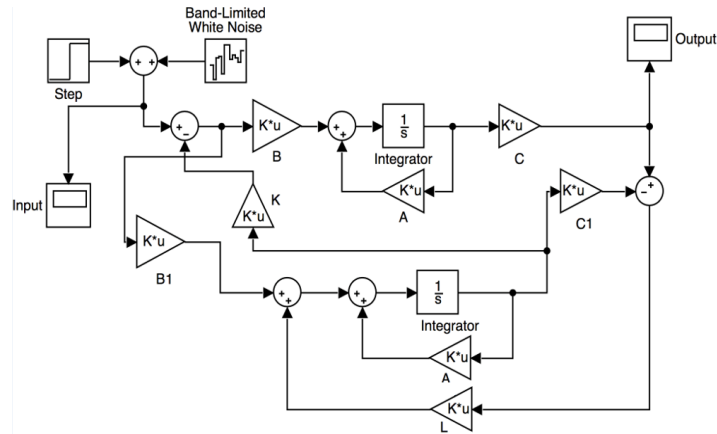 Band-Limited
White Noise
Output
+ +
Step
+
−
K*u
B
+
+
1
s
Integrator
K*u
C
K*u
A
Input
K*u
K
K*u
C1
− +
K*u
B1
+
+
+
+
1
s
Integrator
K*u
A
K*u
L